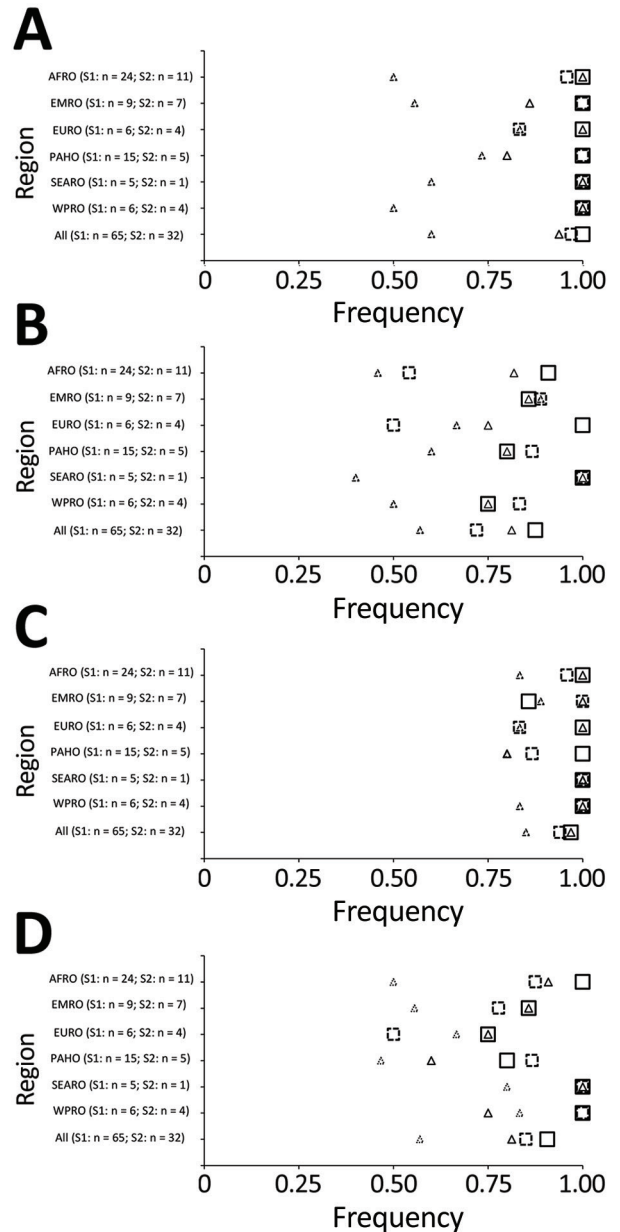 A
Region
AFRO (S1: n = 24; S2: n = 11)
EMRO (S1: n = 9; S2: n = 7)
EURO (S1: n = 6; S2: n = 4)
PAHO (S1: n = 15; S2: n = 5)
SEARO (S1: n = 5; S2: n = 1)
WPRO (S1: n = 6; S2: n = 4)
All (S1: n = 65; S2: n = 32)
0 0.25 0.50 0.75 1.00
Frequency
B
Region
AFRO (S1: n = 24; S2: n = 11)
EMRO (S1: n = 9; S2: n = 7)
EURO (S1: n = 6; S2: n = 4)
PAHO (S1: n = 15; S2: n = 5)
SEARO (S1: n = 5; S2: n = 1)
WPRO (S1: n = 6; S2: n = 4)
All (S1: n = 65; S2: n = 32)
0 0.25 0.50 0.75 1.00
Frequency
C
Region
AFRO (S1: n = 24; S2: n = 11)
EMRO (S1: n = 9; S2: n = 7)
EURO (S1: n = 6; S2: n = 4)
PAHO (S1: n = 15; S2: n = 5)
SEARO (S1: n = 5; S2: n = 1)
WPRO (S1: n = 6; S2: n = 4)
All (S1: n = 65; S2: n = 32)
0 0.25 0.50 0.75 1.00
Frequency
D
Region
AFRO (S1: n = 24; S2: n = 11)
EMRO (S1: n = 9; S2: n = 7)
EURO (S1: n = 6; S2: n = 4)
PAHO (S1: n = 15; S2: n = 5)
SEARO (S1: n = 5; S2: n = 1)
WPRO (S1: n = 6; S2: n = 4)
All (S1: n = 65; S2: n = 32)
0 0.25 0.50 0.75 1.00
Frequency